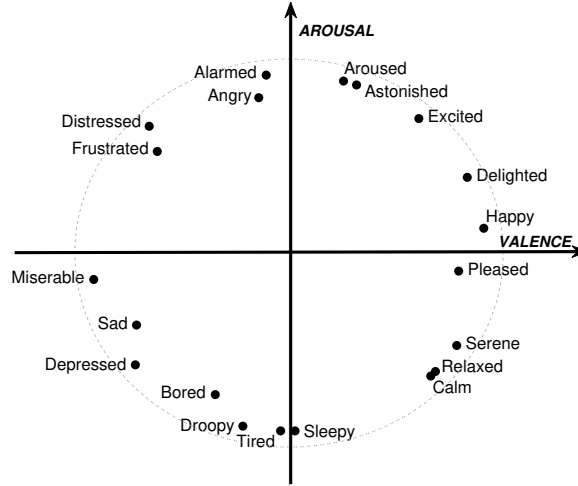 AROUSAL
Alarmed
Aroused
Angry
Astonished
Distressed
Excited
Frustrated
Delighted
Happy
VALENCE
Miserable
Pleased
Sad
Serene
Depressed
Relaxed
Calm
Bored
Droopy
Tired
Sleepy